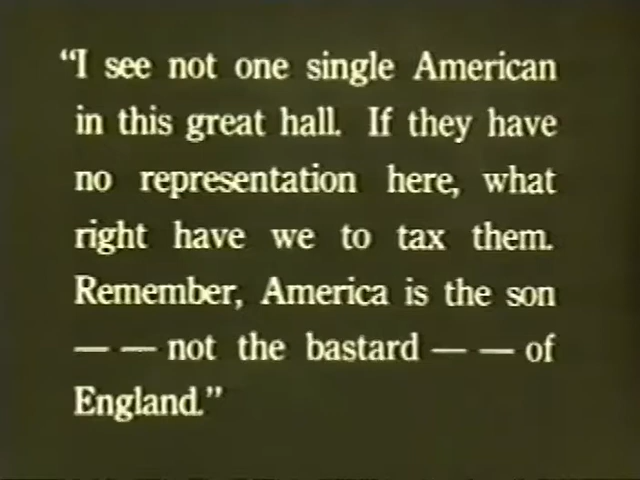 “I see not one single American
in this great hall. If they have
no representation here, what
right have we to tax them.
Remember, America is the son
— — not the bastard — — of
England.”